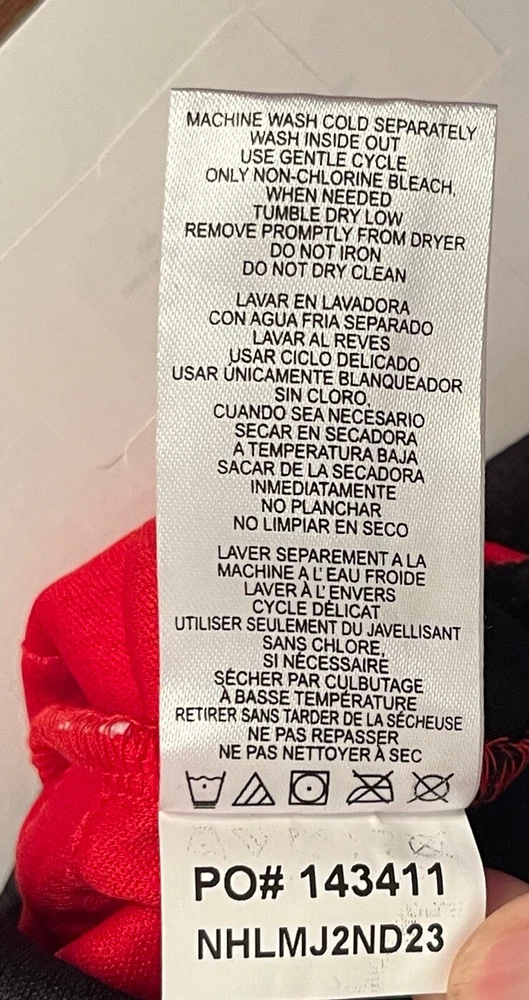 MACHINE WASH COLD SEPARATELY
WASH INSIDE OUT
USE GENTLE CYCLE
ONLY NON-CHLORINE BLEACH,
WHEN NEEDED
TUMBLE DRY LOW
REMOVE PROMPTLY FROM DRYER
DO NOT IRON
DO NOT DRY CLEAN
LAVAR EN LAVADORA
CON AGUA FRIA SEPARADO
LAVAR AL REVES
USAR CICLO DELICADO
USAR ÚNICAMENTE BLANQUEADOR
SIN CLORO,
CUANDO SEA NECESARIO
SECAR EN SECADORA
A TEMPERATURA BAJA
SACAR DE LA SECADORA
INMEDIATAMENTE
NO PLANCHAR
NO LIMPIAR EN SECO
LAVER SEPAREMENT A LA
MACHINE A L'EAU FROIDE
LAVER À L'ENVERS
CYCLE DÉLICAT
UTILISER SEULEMENT DU JAVELLISANT
SANS CHLORE,
SI NÉCESSAIRE
SÉCHER PAR CULBUTAGE
À BASSE TEMPÉRATURE
RETIRER SANS TARDER DE LA SÉCHEUSE
NE PAS REPASSER
NE PAS NETTOYER À SEC
PO# 143411
NHLMJ2ND23